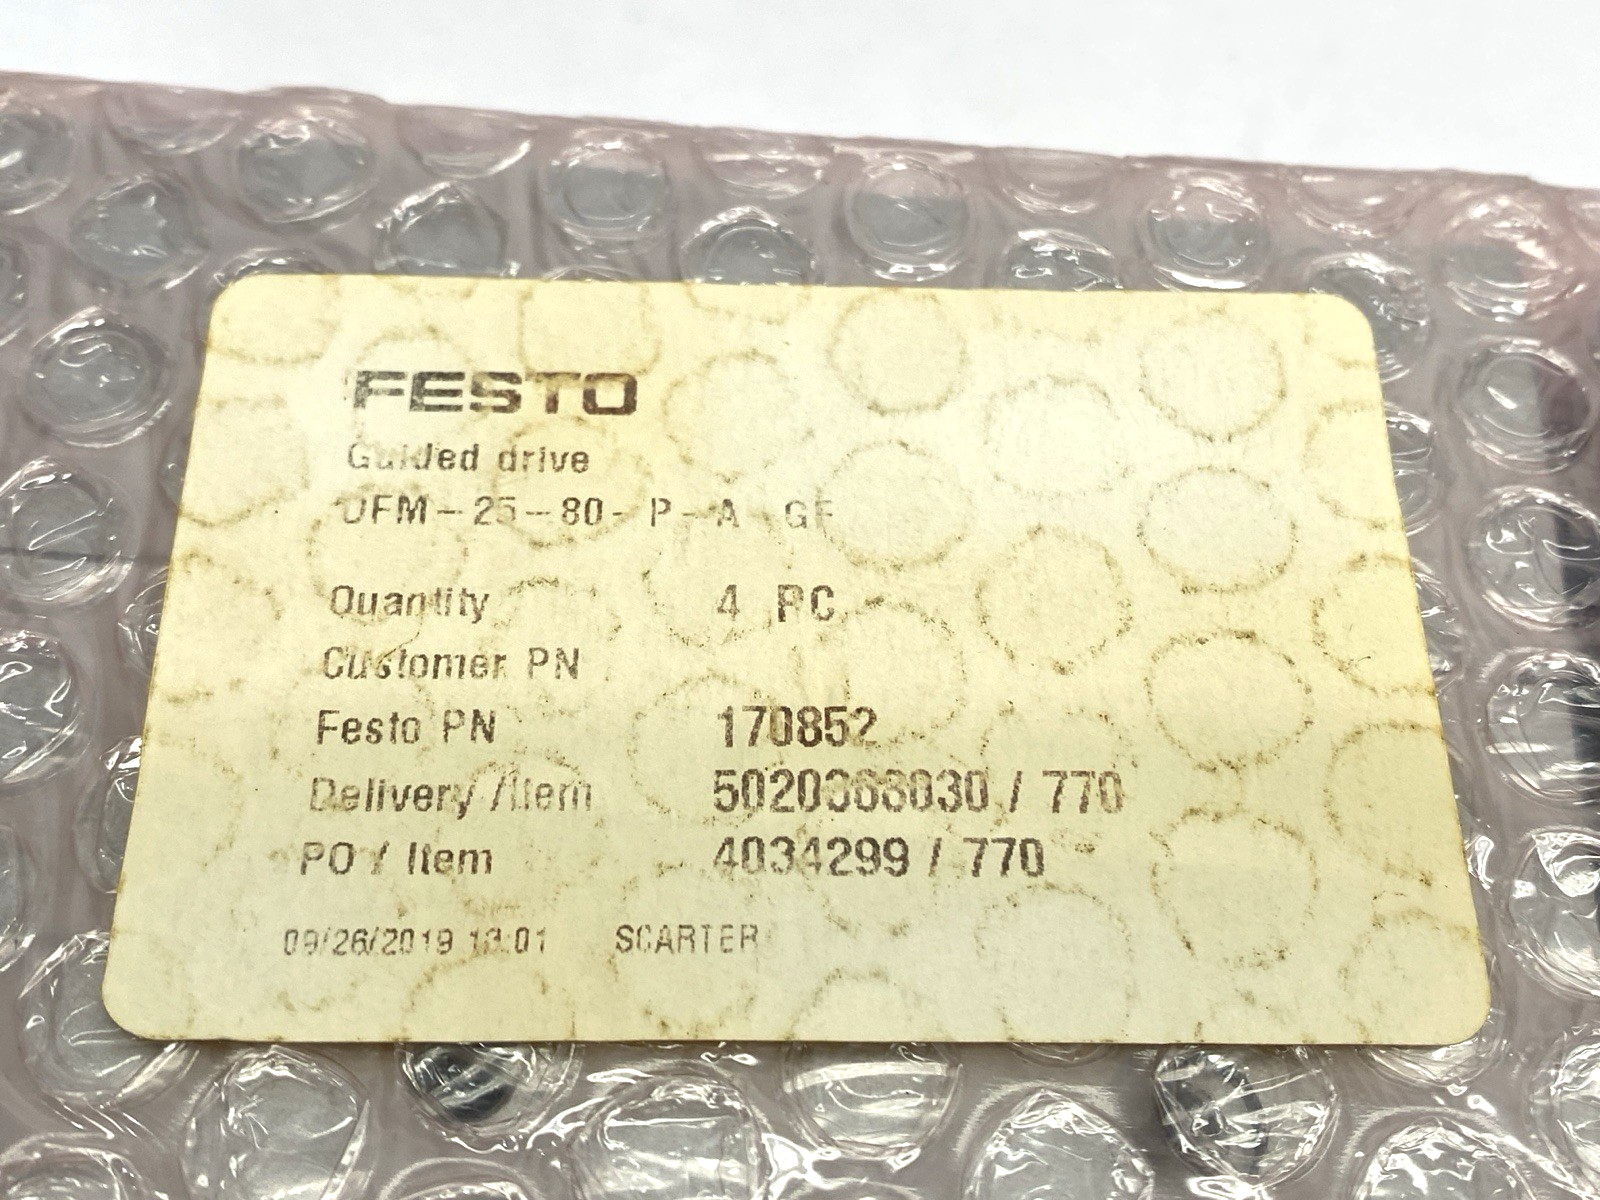 FESTO
Guided drive
DFM-25-80-P-A-GF
Quantity 4 PC
Customer PN
Festo PN 170852
Delivery /Item / 770
PO / Item 4034299 / 770
09/26/2019 13:01 SCARTER